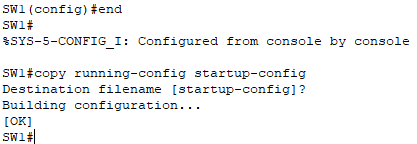 SW1(config)#end
SW1#
%SYS-5-CONFIG_I: Configured from console by console
SW1#copy running-config startup-config
Destination filename [startup-config]?
Building configuration...
[OK]
SW1#